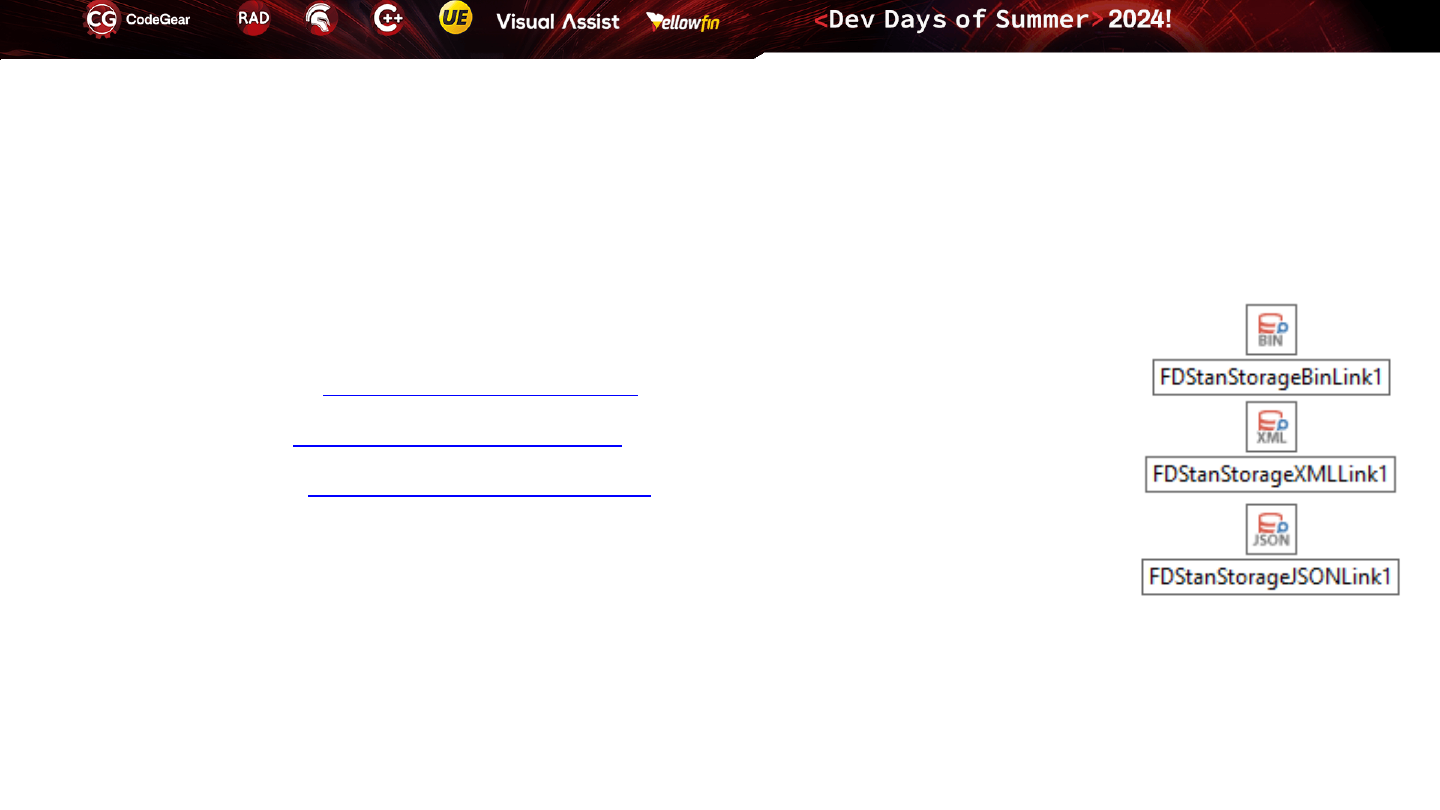 CG CodeGear RAD C++ UE Visual Assist Yellowfin <Dev Days of Summer> 2024!
BIN
FDStanStorageBinLink1
XML
FDStanStorageXMLLink1
JSON
FDStanStorageJSONLink1